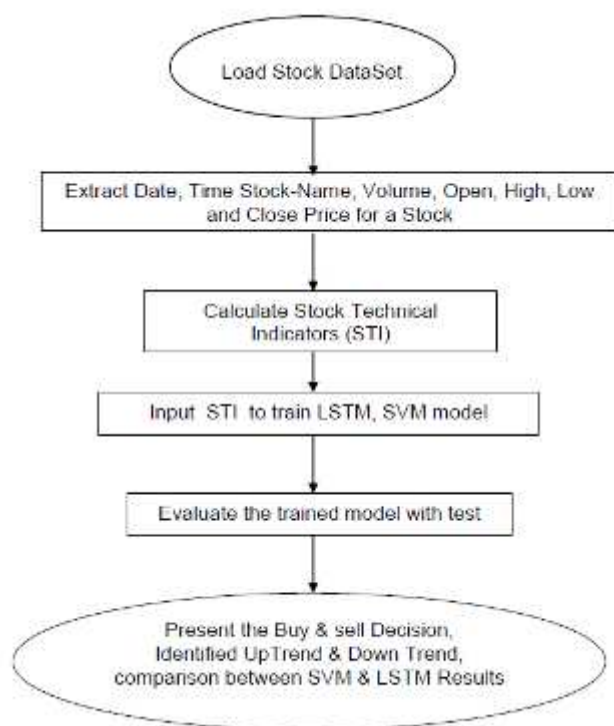 Load Stock DataSet
Extract Date, Time Stock-Name, Volume, Open, High, Low
and Close Price for a Stock
Calculate Stock Technical
Indicators (STI)
Input STI to train LSTM, SVM model
Evaluate the trained model with test
Present the Buy & sell Decision,
Identified UpTrend & Down Trend,
comparison between SVM & LSTM Results